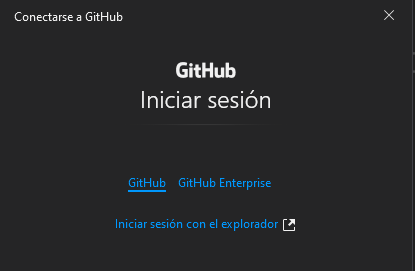 Conectarse a GitHub
GitHub
Iniciar sesión
GitHub GitHub Enterprise
Iniciar sesión con el explorador